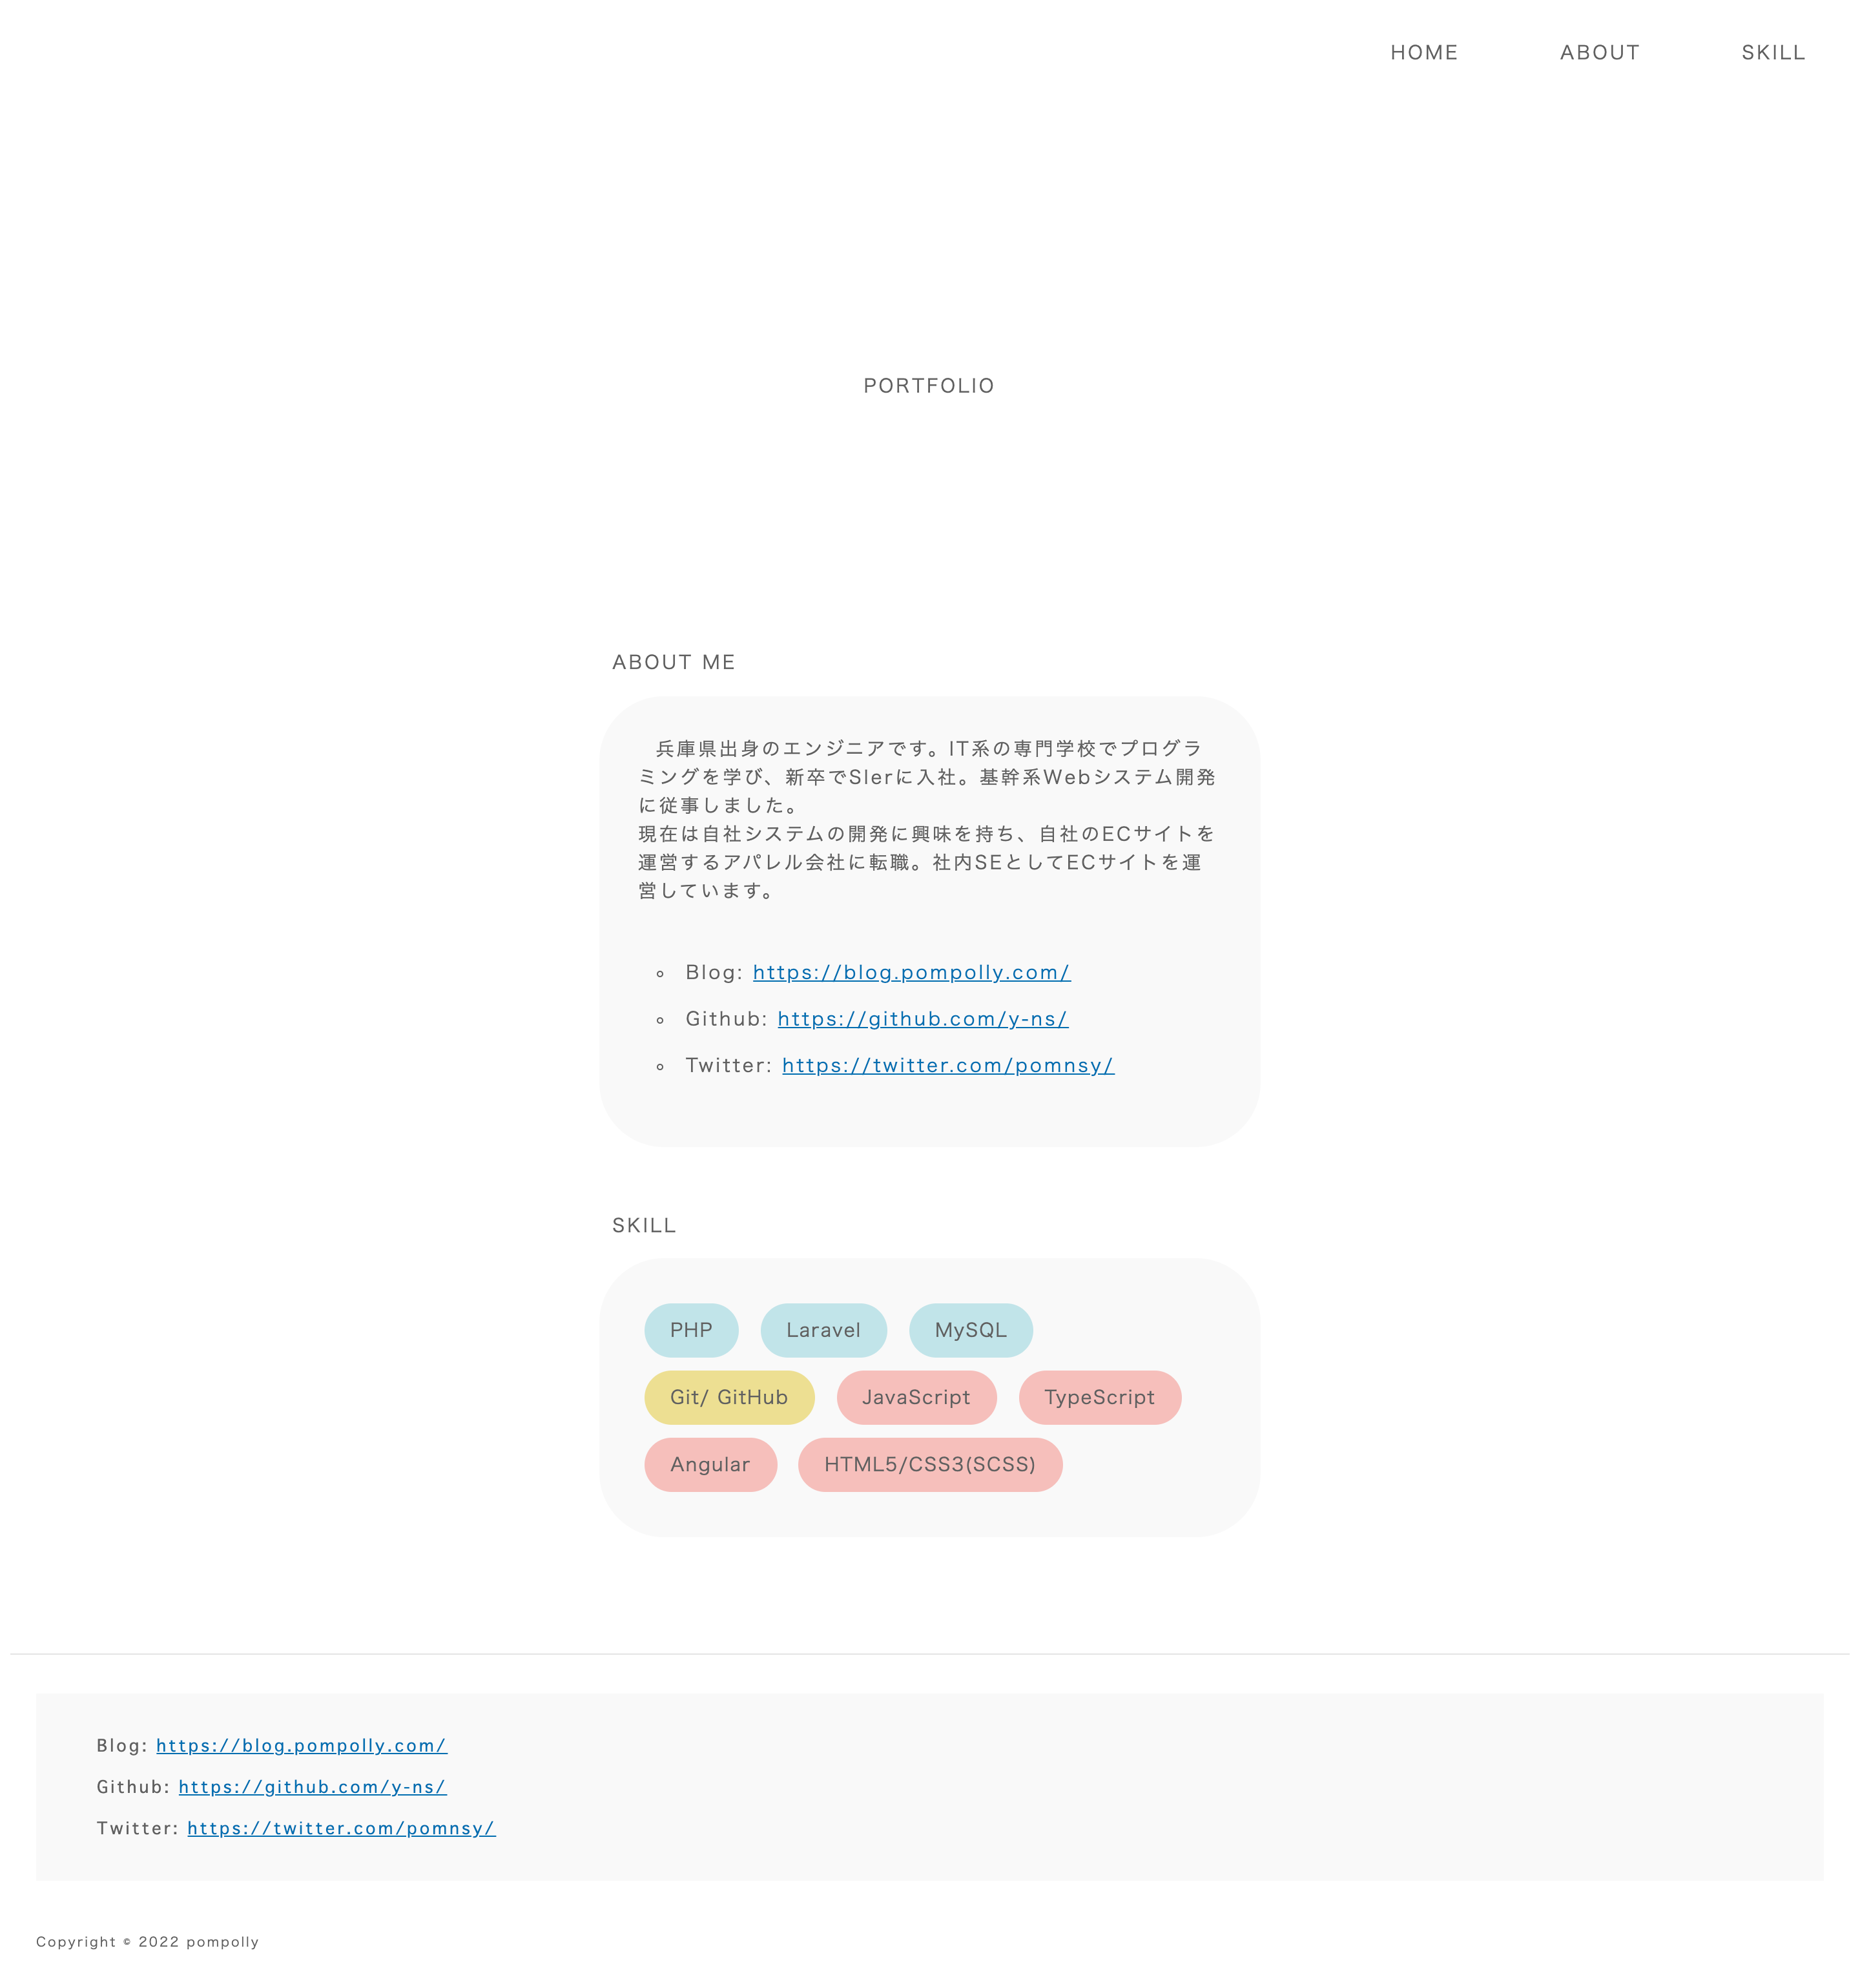 HOME ABOUT SKILL
PORTFOLIO
ABOUT ME
兵庫県出身のエンジニアです。IT系の専門学校でプログラ
ミングを学び、新卒でSIerに入社。基幹系Webシステム開発
に従事しました。
現在は自社システムの開発に興味を持ち、自社のECサイトを
運営するアパレル会社に転職。社内SEとしてECサイトを運
営しています。
Blog: https://blog.pompolly.com/
Github: https://github.com/y-ns/
Twitter: https://twitter.com/pomnsy/
SKILL
PHP Laravel MySQL
Git/ GitHub JavaScript TypeScript
Angular HTML5/CSS3(SCSS)
Blog: https://blog.pompolly.com/
Github: https://github.com/y-ns/
Twitter: https://twitter.com/pomnsy/
Copyright © 2022 pompolly